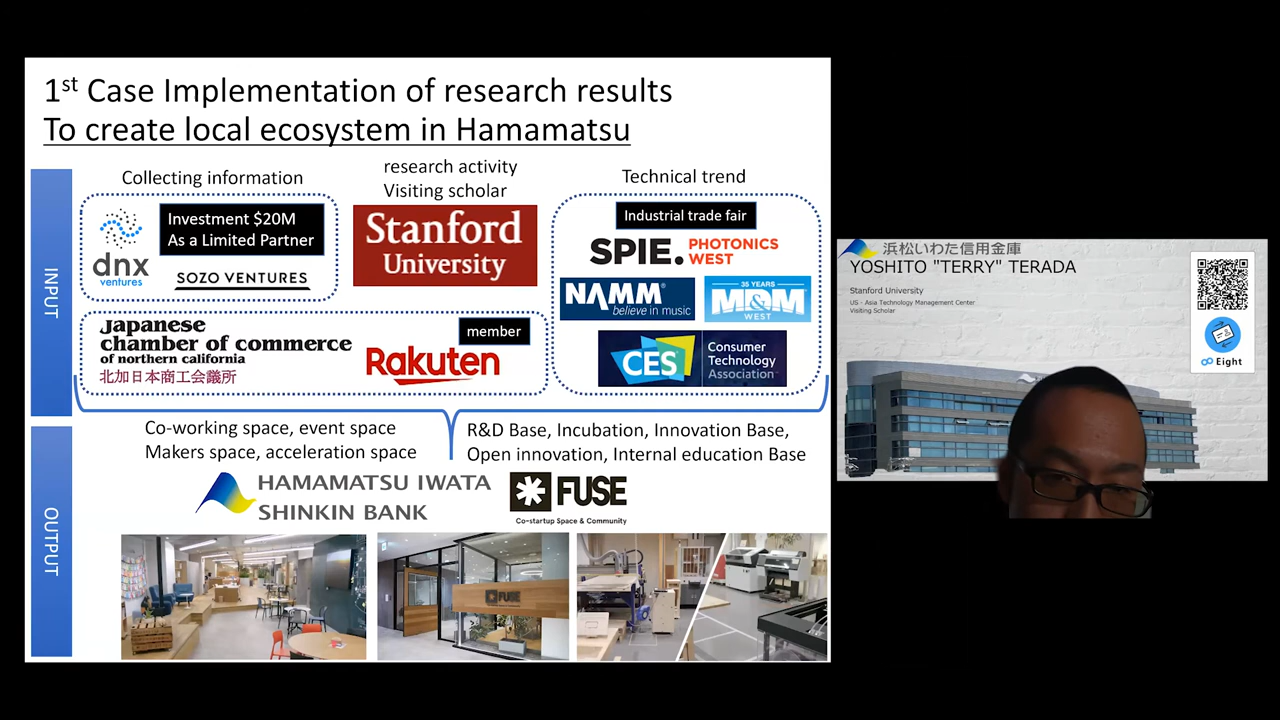 1st Case Implementation of research results
To create local ecosystem in Hamamatsu
INPUT
Collecting information
dnx
ventures
Investment $20M
As a Limited Partner
SOZO VENTURES
research activity
Visiting scholar
Stanford
University
Technical trend
Industrial trade fair
SPIE. PHOTONICS
WEST
NAMM
believe in music
35 YEARS
MD&M
WEST
CES
Consumer
Technology
Association
Japanese
chamber of commerce
of northern california
北加日本商工会議所
member
Rakuten
OUTPUT
Co-working space, event space
Makers space, acceleration space
R&D Base, Incubation, Innovation Base,
Open innovation, Internal education Base
HAMAMATSU IWATA
SHINKIN BANK
FUSE
Co-startup Space & Community
FUSE
浜松いわた信用金庫
YOSHITO "TERRY" TERADA
Stanford University
US - Asia Technology Management Center
Visiting Scholar
Eight